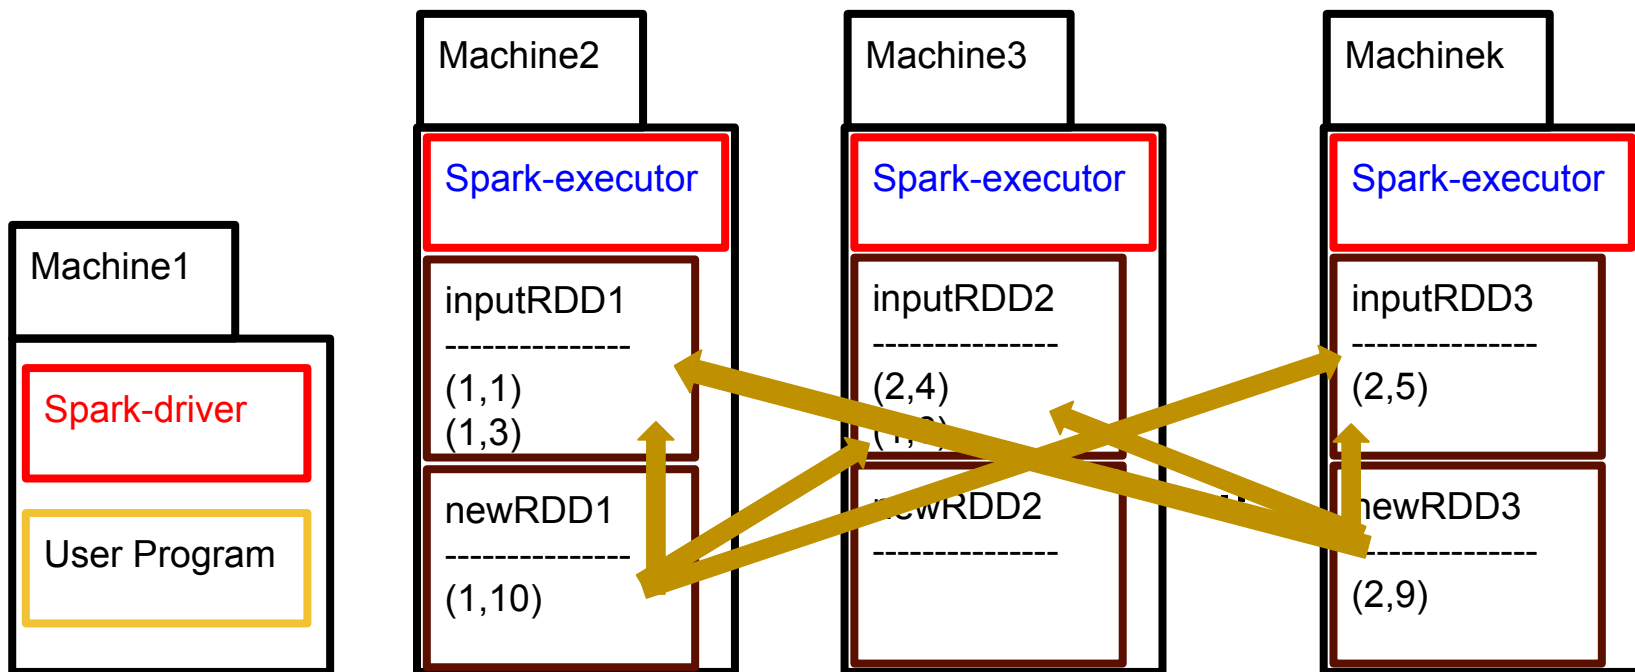 Machine1
Spark-driver
User Program
Machine2
Spark-executor
inputRDD1
---------------
(1,1)
(1,3)
newRDD1
---------------
(1,10)
Machine3
Spark-executor
inputRDD2
---------------
(2,4)
newRDD2
---------------
Machinek
Spark-executor
inputRDD3
---------------
(2,5)
newRDD3
---------------
(2,9)